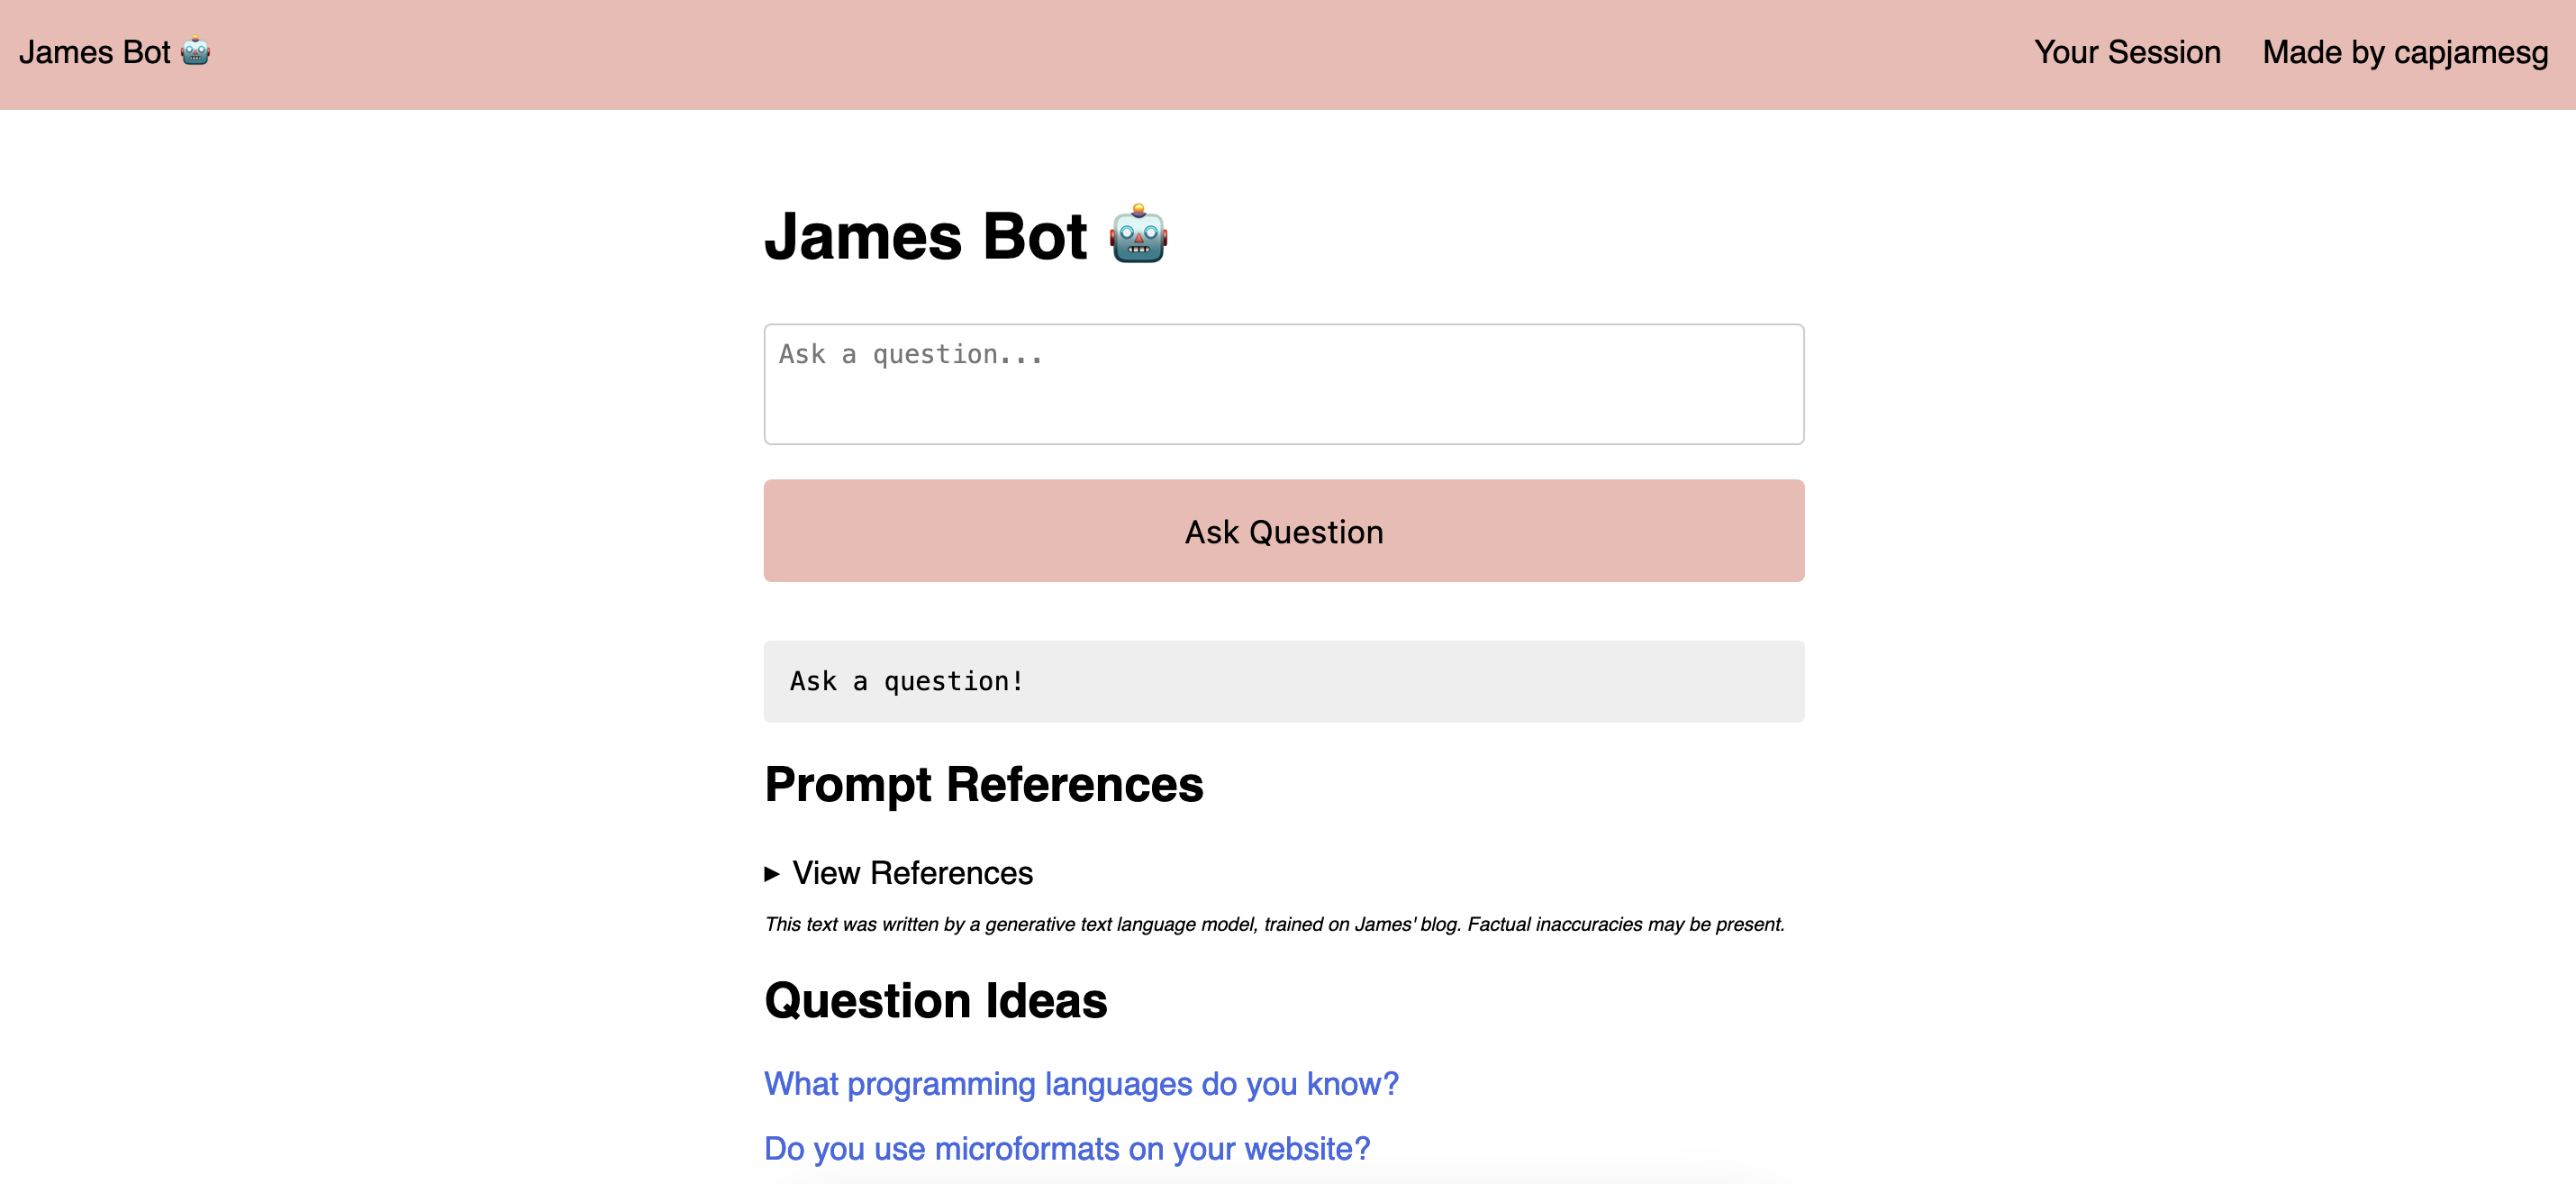 James Bot 🤖
Your Session
Made by capjamesg
James Bot 🤖
Ask a question...
Ask Question
Ask a question!
Prompt References
▶ View References
This text was written by a generative text language model, trained on James' blog. Factual inaccuracies may be present.
Question Ideas
What programming languages do you know?
Do you use microformats on your website?